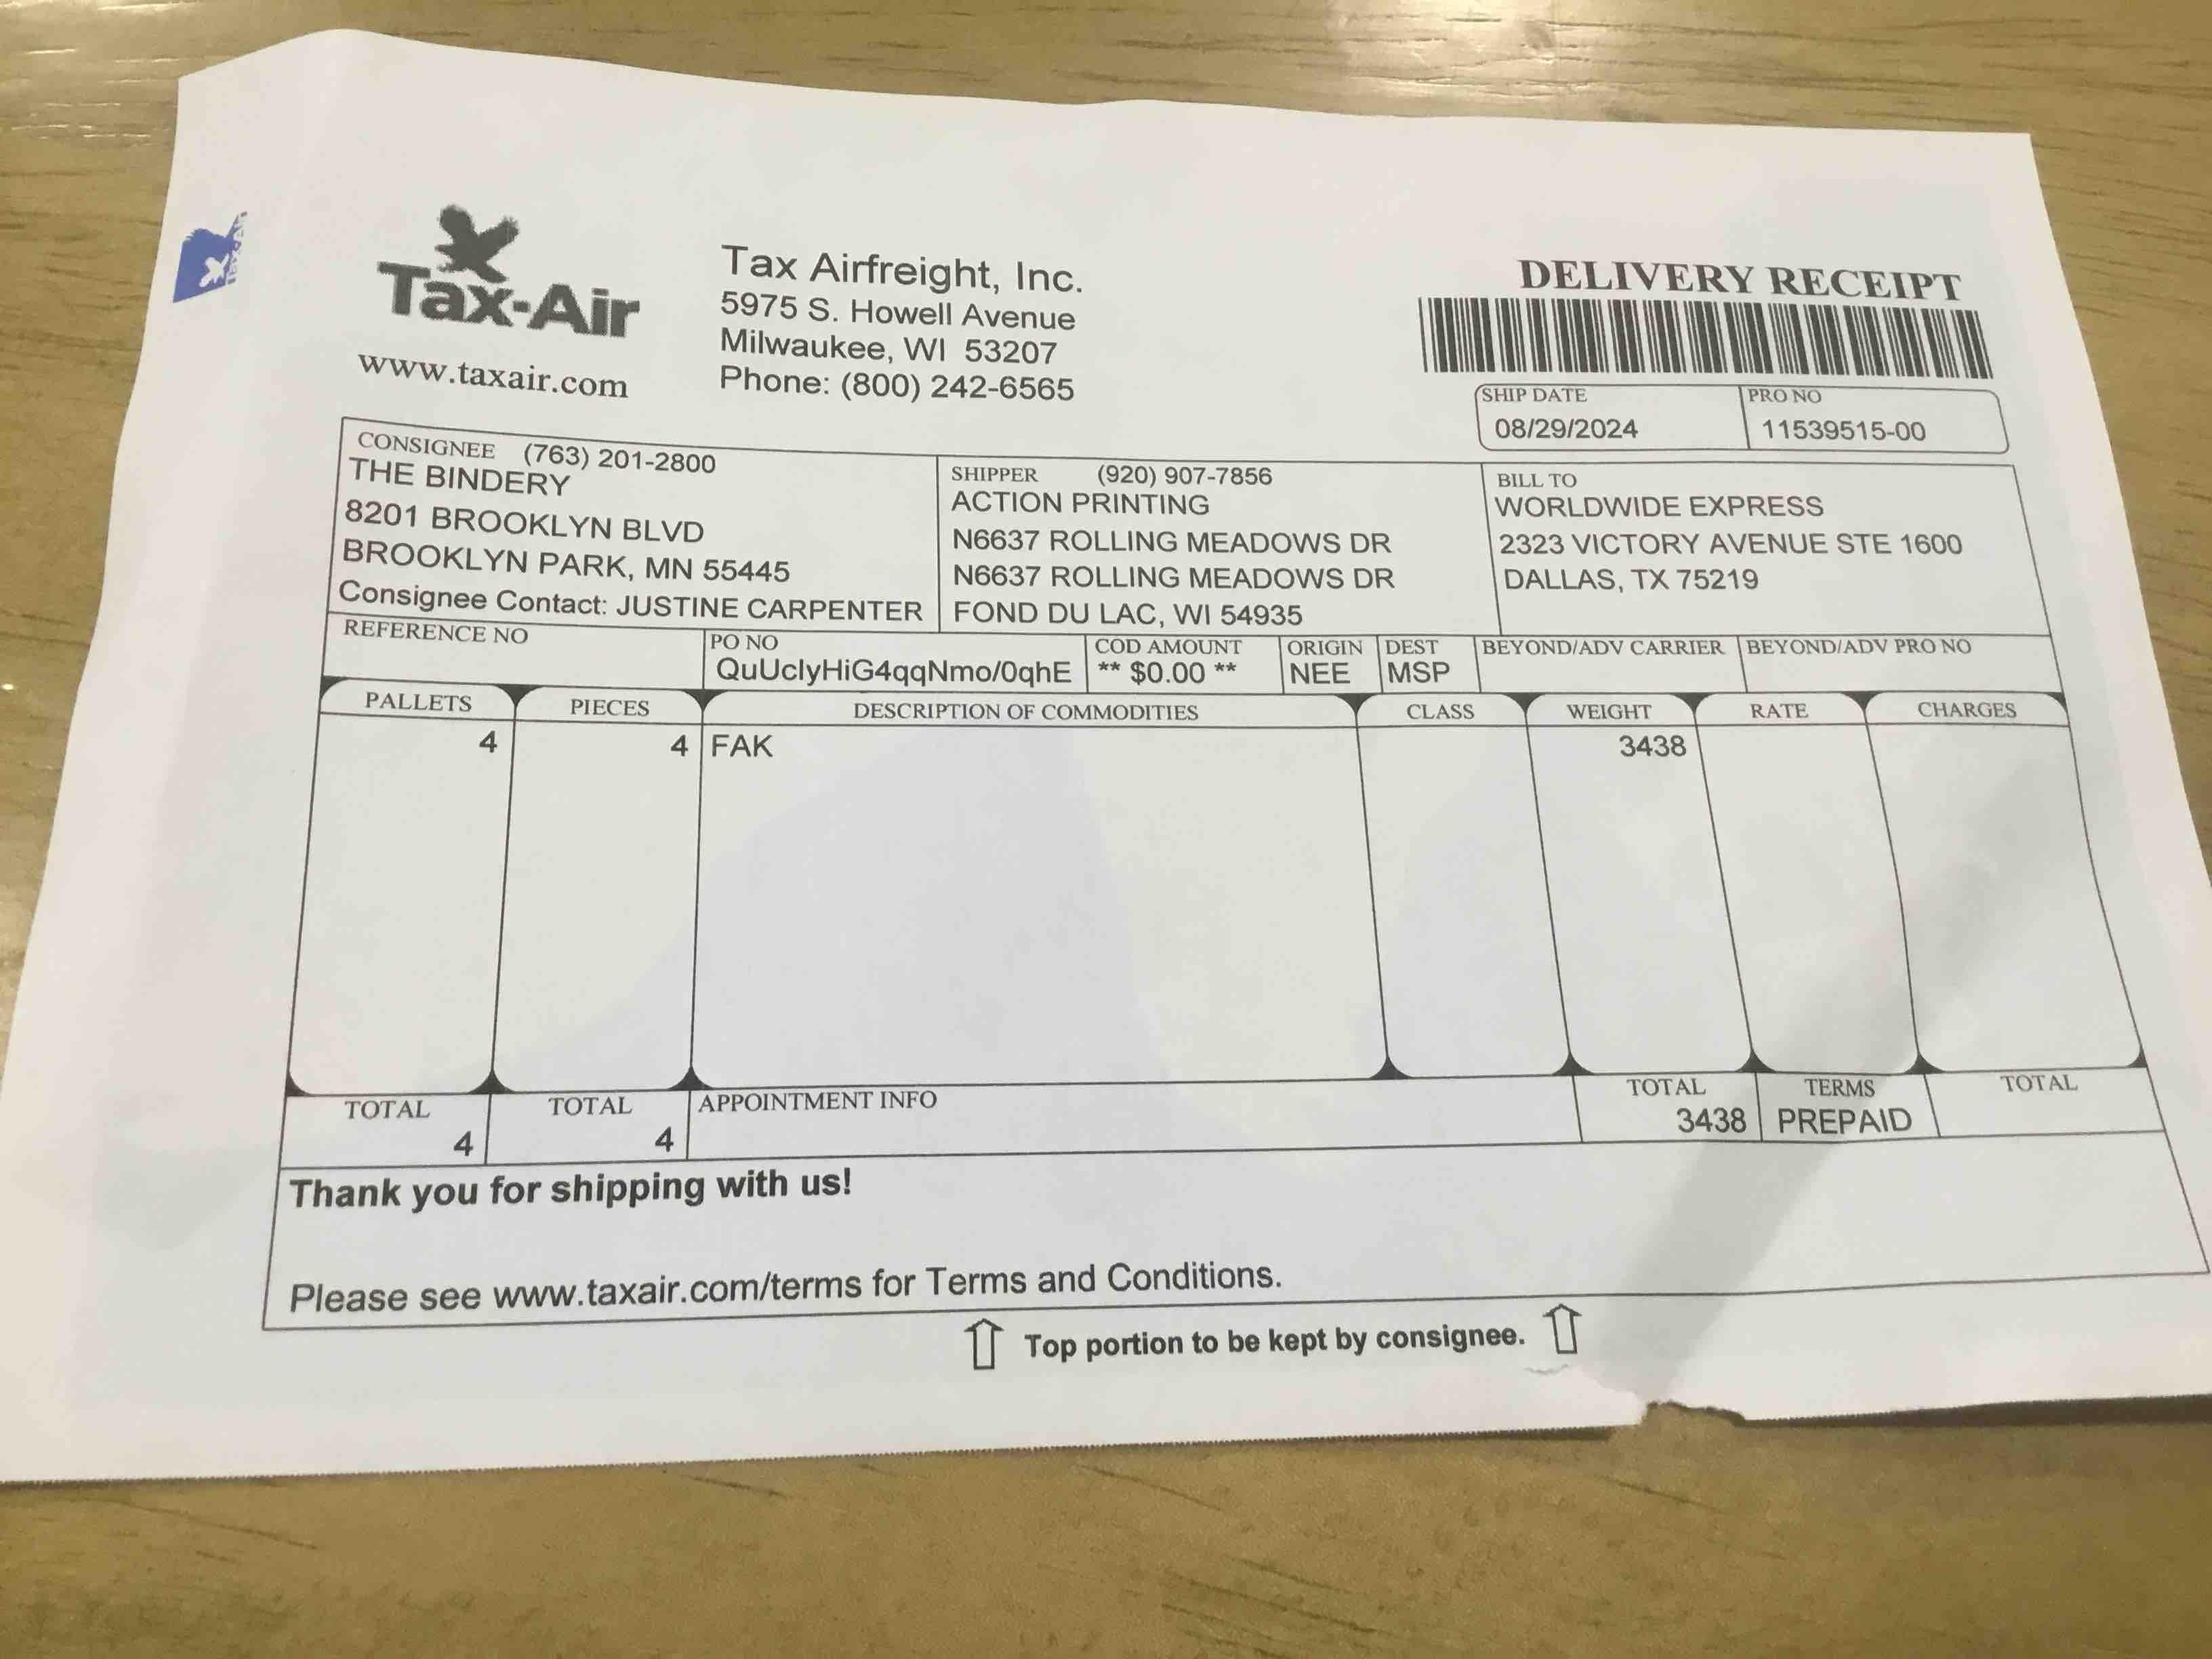 Tax-Air
www.taxair.com
Tax Airfreight, Inc.
5975 S. Howell Avenue
Milwaukee, WI 53207
Phone: (800) 242-6565
DELIVERY RECEIPT
SHIP DATE
08/29/2024
PRO NO
11539515-00
CONSIGNEE (763) 201-2800
THE BINDERY
8201 BROOKLYN BLVD
BROOKLYN PARK, MN 55445
Consignee Contact: JUSTINE CARPENTER
SHIPPER (920) 907-7856
ACTION PRINTING
N6637 ROLLING MEADOWS DR
N6637 ROLLING MEADOWS DR
FOND DU LAC, WI 54935
BILL TO
WORLDWIDE EXPRESS
2323 VICTORY AVENUE STE 1600
DALLAS, TX 75219
REFERENCE NO
PO NO
QuUclyHiG4qqNmo/0qhE
COD AMOUNT
** $0.00 **
ORIGIN
NEE
DEST
MSP
BEYOND/ADV CARRIER
BEYOND/ADV PRO NO
PALLETS PIECES DESCRIPTION OF COMMODITIES CLASS WEIGHT RATE CHARGES
4 4 FAK 3438
TOTAL
4
TOTAL
4
APPOINTMENT INFO
TOTAL
3438
TERMS
PREPAID
TOTAL
Thank you for shipping with us!
Please see www.taxair.com/terms for Terms and Conditions.
Top portion to be kept by consignee.